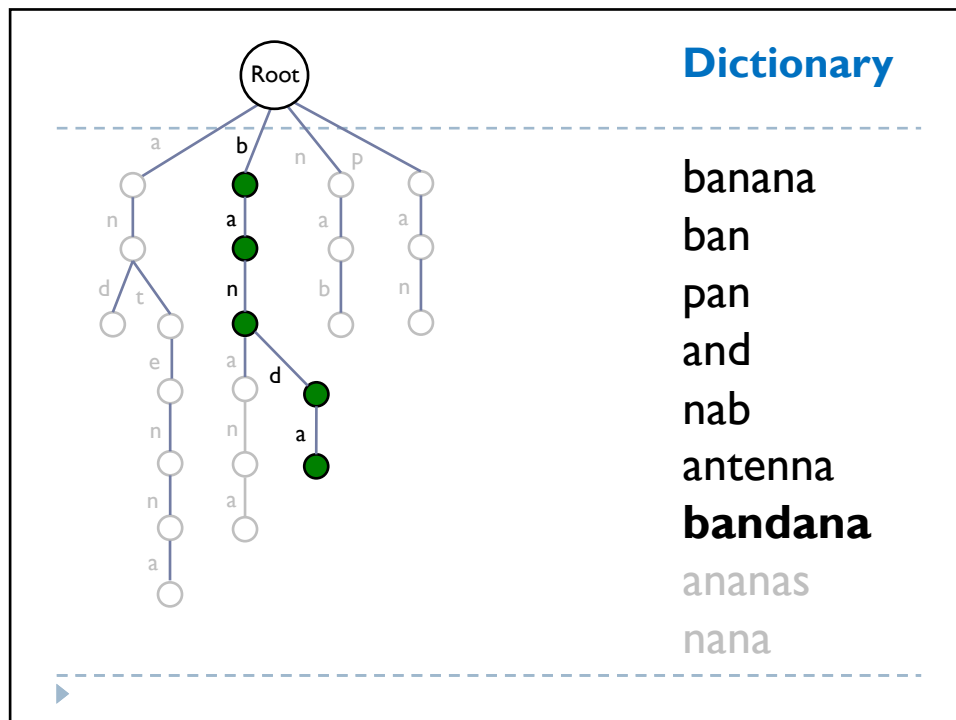 Dictionary
Root
a b n p
banana
n a a a
ban
d t n b n
pan
e a d
and
n n a
nab
n a
antenna
a
bandana
ananas
nana